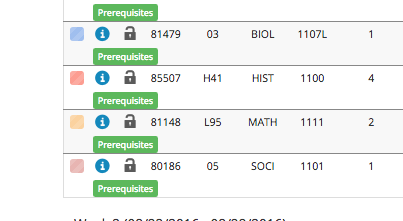 Prerequisites
81479 03 BIOL 1107L 1
Prerequisites
85507 H41 HIST 1100 4
Prerequisites
81148 L95 MATH 1111 2
Prerequisites
80186 05 SOCI 1101 1
Prerequisites